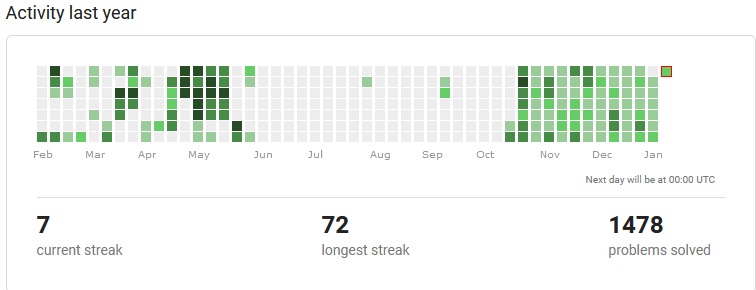 Activity last year
Feb Mar Apr May Jun Jul Aug Sep Oct Nov Dec Jan
Next day will be at 00:00 UTC
7 72 1478
current streak longest streak problems solved